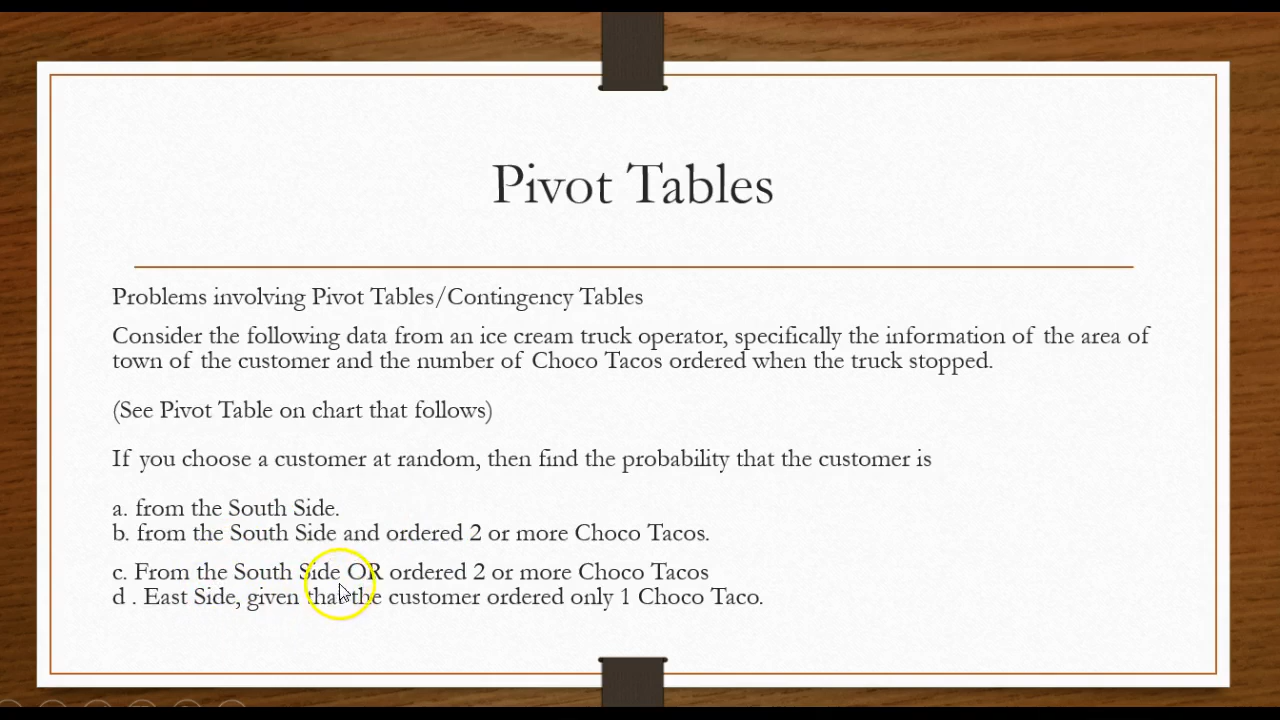 Pivot Tables
Problems involving Pivot Tables/Contingency Tables
Consider the following data from an ice cream truck operator, specifically the information of the area of
town of the customer and the number of Choco Tacos ordered when the truck stopped.
(See Pivot Table on chart that follows)
If you choose a customer at random, then find the probability that the customer is
a. from the South Side.
b. from the South Side and ordered 2 or more Choco Tacos.
c. From the South Side OR ordered 2 or more Choco Tacos
d . East Side, given that the customer ordered only 1 Choco Taco.